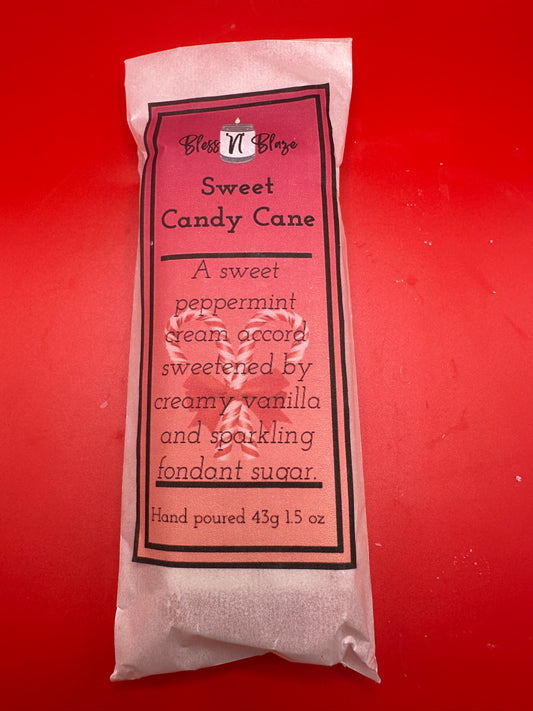 Bless N Blaze
Sweet
Candy Cane
A sweet
peppermint
cream accord
sweetened by
creamy vanilla
and sparkling
fondant sugar.
Hand poured 43g 1.5 oz